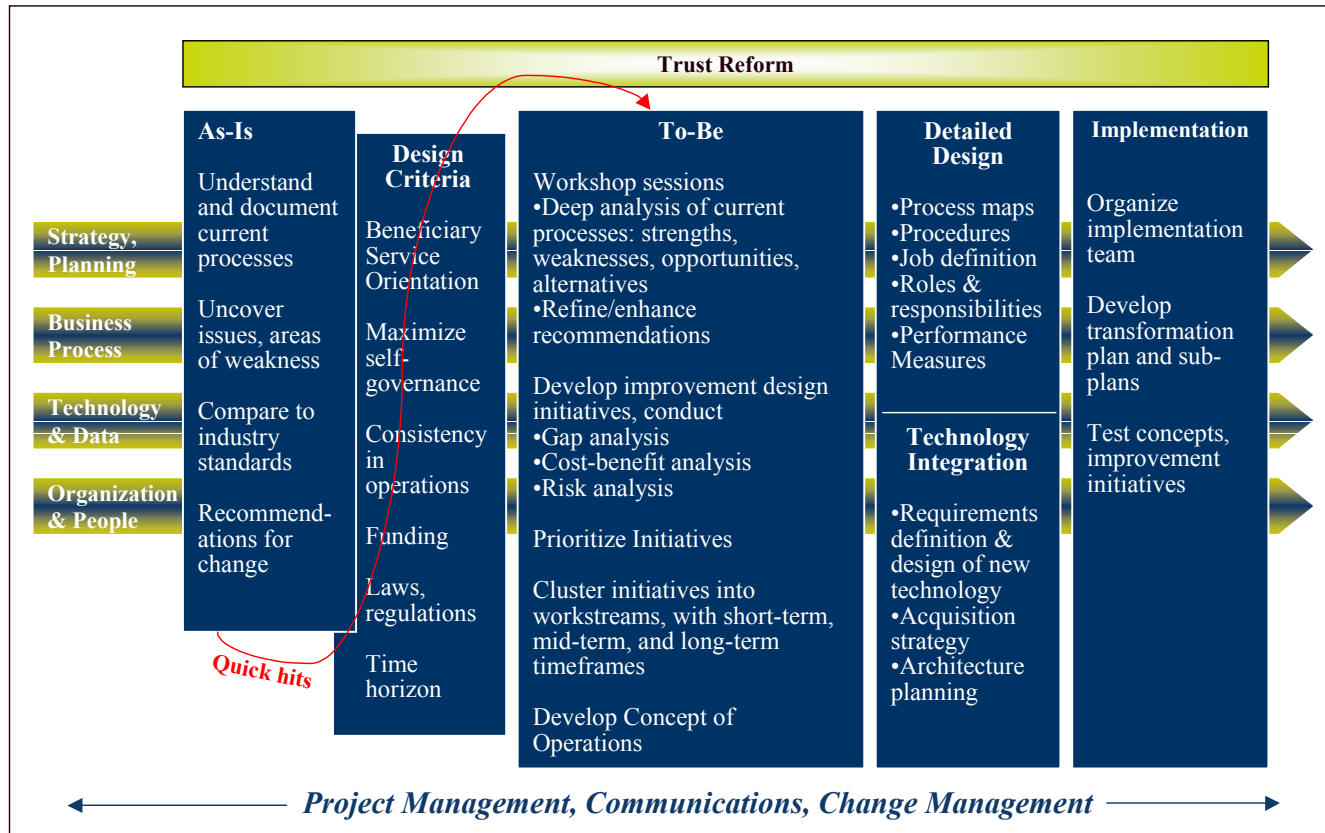 Trust Reform
Strategy,
Planning
Business
Process
Technology
& Data
Organization
& People
As-Is
Understand
and document
current
processes
Uncover
issues, areas
of weakness
Compare to
industry
standards
Recommend-
ations for
change
Quick hits
Design
Criteria
Beneficiary
Service
Orientation
Maximize
self-
governance
Consistency
in
operations
Funding
Laws,
regulations
Time
horizon
To-Be
Workshop sessions
•Deep analysis of current
processes: strengths,
weaknesses, opportunities,
alternatives
•Refine/enhance
recommendations
Develop improvement design
initiatives, conduct
•Gap analysis
•Cost-benefit analysis
•Risk analysis
Prioritize Initiatives
Cluster initiatives into
workstreams, with short-term,
mid-term, and long-term
timeframes
Develop Concept of
Operations
Detailed
Design
•Process maps
•Procedures
•Job definition
•Roles &
responsibilities
•Performance
Measures
Technology
Integration
•Requirements
definition &
design of new
technology
•Acquisition
strategy
•Architecture
planning
Implementation
Organize
implementation
team
Develop
transformation
plan and sub-
plans
Test concepts,
improvement
initiatives
Project Management, Communications, Change Management